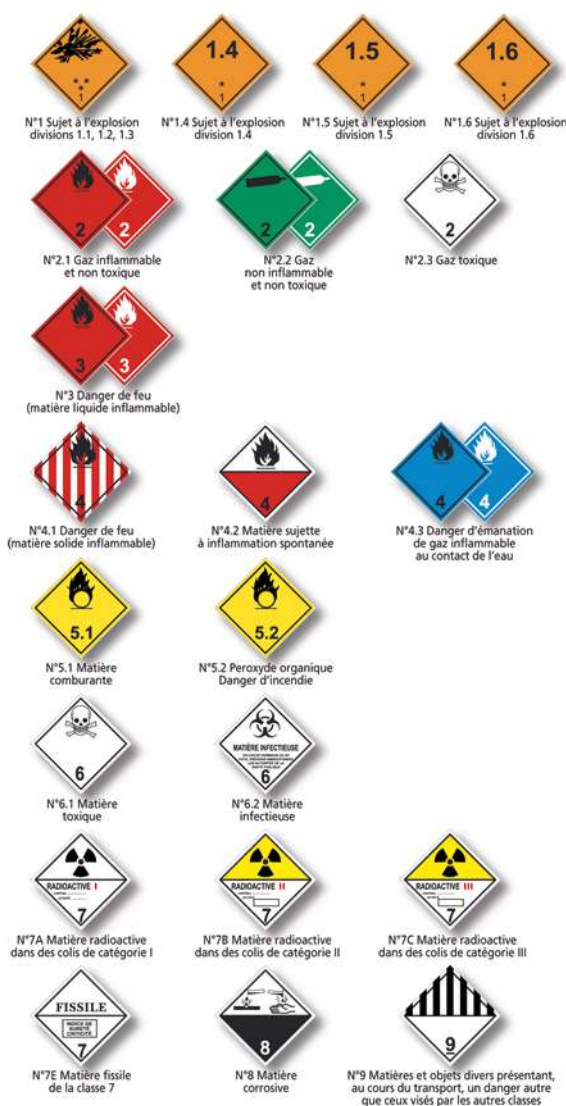 1
N°1 Sujet à l'explosion
divisions 1.1, 1.2, 1.3
1.4
1
N°1.4 Sujet à l'explosion
division 1.4
1.5
1
N°1.5 Sujet à l'explosion
division 1.5
1.6
1
N°1.6 Sujet à l'explosion
division 1.6
2
2
N°2.1 Gaz inflammable
et non toxique
2
2
N°2.2 Gaz
non inflammable
et non toxique
2
N°2.3 Gaz toxique
3
3
N°3 Danger de feu
(matière liquide inflammable)
4
N°4.1 Danger de feu
(matière solide inflammable)
4
N°4.2 Matière sujette
à inflammation spontanée
4
4
N°4.3 Danger d'émanation
de gaz inflammable
au contact de l'eau
5.1
N°5.1 Matière
comburante
5.2
N°5.2 Peroxyde organique
Danger d'incendie
6
N°6.1 Matière
toxique
MATIÈRE INFECTIEUSE
6
N°6.2 Matière
infectieuse
RADIOACTIVE I
7
N°7A Matière radioactive
dans des colis de catégorie I
RADIOACTIVE II
7
N°7B Matière radioactive
dans des colis de catégorie II
RADIOACTIVE III
7
N°7C Matière radioactive
dans des colis de catégorie III
FISSILE
INDICE DE
SURETÉ
CRITICITÉ
7
N°7E Matière fissile
de la classe 7
8
N°8 Matière
corrosive
9
N°9 Matières et objets divers présentant,
au cours du transport, un danger autre
que ceux visés par les autres classes